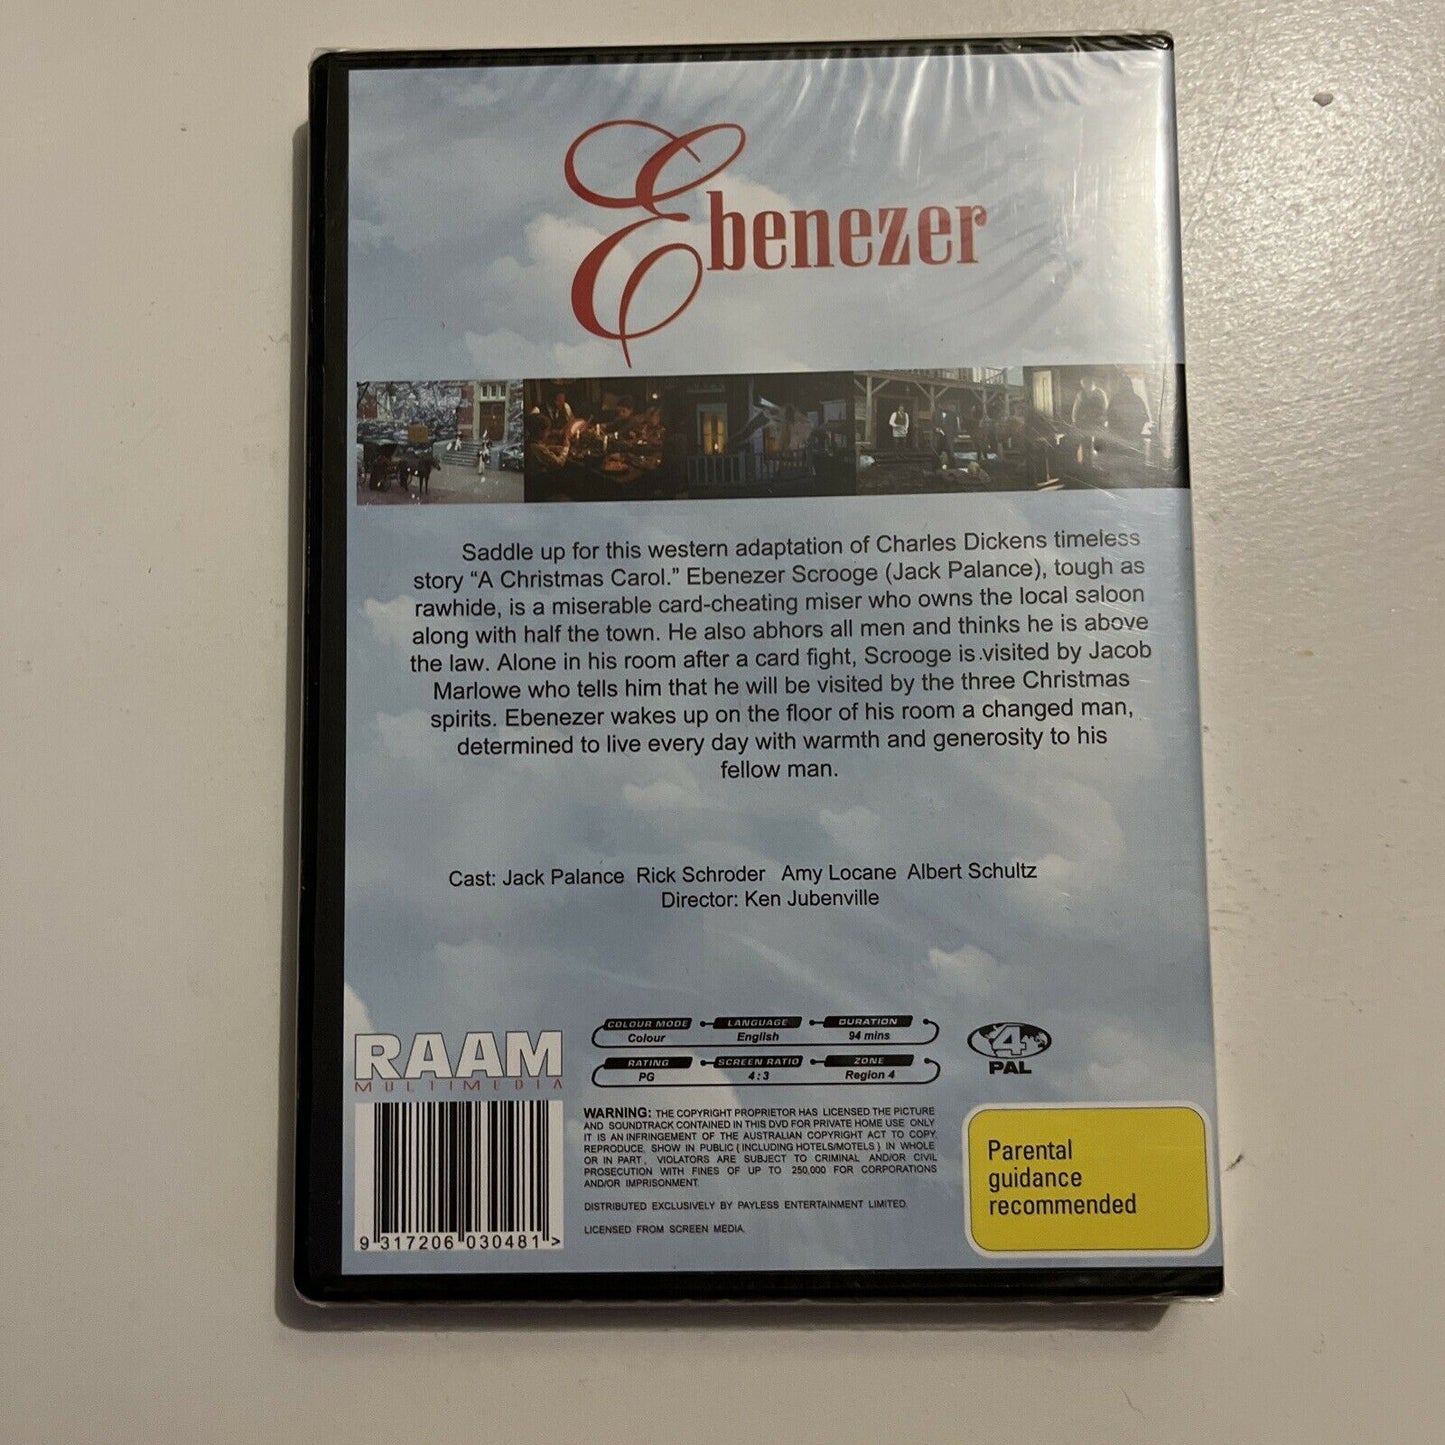 Ebenezer
Saddle up for this western adaptation of Charles Dickens timeless
story “A Christmas Carol.” Ebenezer Scrooge (Jack Palance), tough as
rawhide, is a miserable card-cheating miser who owns the local saloon
along with half the town. He also abhors all men and thinks he is above
the law. Alone in his room after a card fight, Scrooge is visited by Jacob
Marlowe who tells him that he will be visited by the three Christmas
spirits. Ebenezer wakes up on the floor of his room a changed man,
determined to live every day with warmth and generosity to his
fellow man.
Cast: Jack Palance Rick Schroder Amy Locane Albert Schultz
Director: Ken Jubenville
RAAM
MULTIMEDIA
COLOUR MODE LANGUAGE DURATION
Colour English 94 mins
RATING SCREEN RATIO ZONE
PG 4:3 Region 4
4
PAL
WARNING: THE COPYRIGHT PROPRIETOR HAS LICENSED THE PICTURE
AND SOUNDTRACK CONTAINED IN THIS DVD FOR PRIVATE HOME USE ONLY
IT IS AN INFRINGEMENT OF THE AUSTRALIAN COPYRIGHT ACT TO COPY,
REPRODUCE, SHOW IN PUBLIC (INCLUDING HOTELS/MOTELS) IN WHOLE
OR IN PART, VIOLATORS ARE SUBJECT TO CRIMINAL AND/OR CIVIL
PROSECUTION WITH FINES OF UP TO 250,000 FOR CORPORATIONS
AND/OR IMPRISONMENT.
DISTRIBUTED EXCLUSIVELY BY PAYLESS ENTERTAINMENT LIMITED.
LICENSED FROM SCREEN MEDIA.
9 317206 030481 >
Parental
guidance
recommended